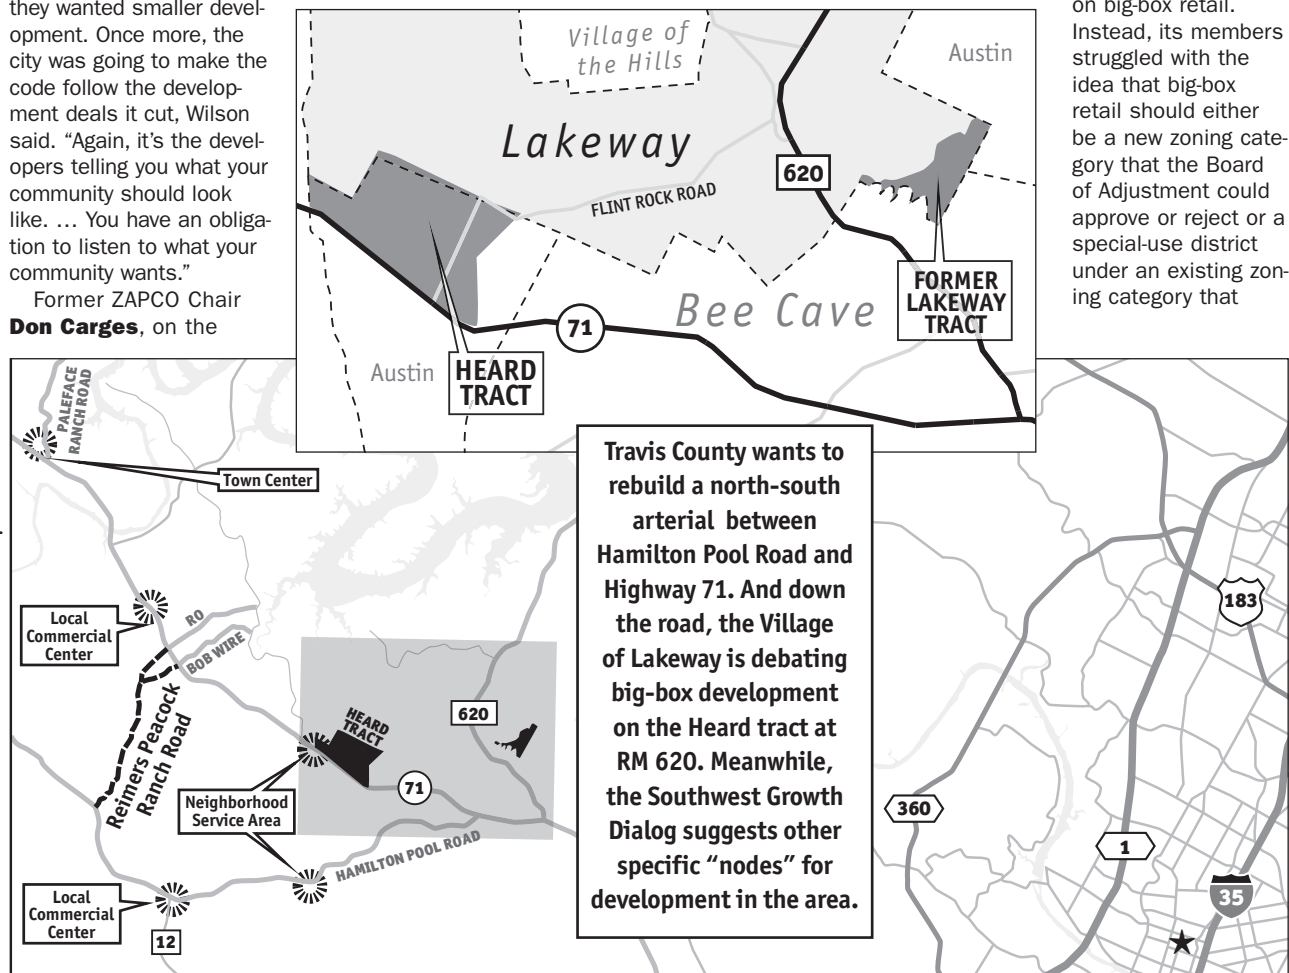 they wanted smaller devel-
opment. Once more, the
city was going to make the
code follow the develop-
ment deals it cut, Wilson
said. “Again, it’s the devel-
opers telling you what your
community should look
like. … You have an obliga-
tion to listen to what your
community wants.”
Former ZAPCO Chair
Don Carges, on the
Village of
the Hills
Austin
Lakeway
620
FLINT ROCK ROAD
FORMER
LAKEWAY
TRACT
Bee Cave
71
Austin
HEARD
TRACT
on big-box retail.
Instead, its members
struggled with the
idea that big-box
retail should either
be a new zoning cate-
gory that the Board
of Adjustment could
approve or reject or a
special-use district
under an existing zon-
ing category that
PALEFACE
RANCH ROAD
Town Center
Local
Commercial
Center
RO
BOB WIRE
Reimers Peacock
Ranch Road
HEARD
TRACT
620
71
Neighborhood
Service Area
HAMILTON POOL ROAD
Local
Commercial
Center
12
Travis County wants to
rebuild a north-south
arterial between
Hamilton Pool Road and
Highway 71. And down
the road, the Village
of Lakeway is debating
big-box development
on the Heard tract at
RM 620. Meanwhile,
the Southwest Growth
Dialog suggests other
specific “nodes” for
development in the area.
183
360
1
35